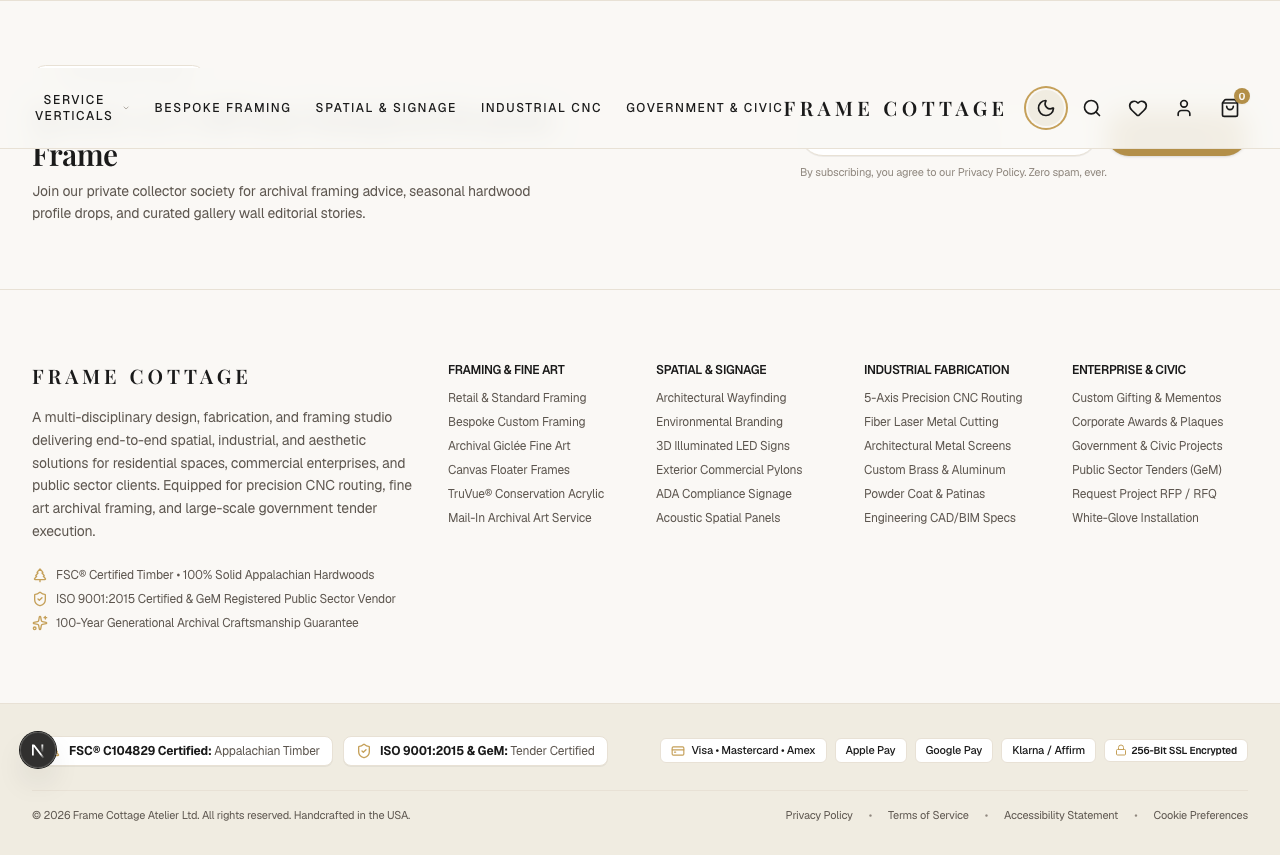 SERVICE
VERTICALS
BESPOKE FRAMING
SPATIAL & SIGNAGE
INDUSTRIAL CNC
GOVERNMENT & CIVIC
FRAME COTTAGE
0
Frame
Join our private collector society for archival framing advice, seasonal hardwood
profile drops, and curated gallery wall editorial stories.
By subscribing, you agree to our Privacy Policy. Zero spam, ever.
FRAME COTTAGE
A multi-disciplinary design, fabrication, and framing studio
delivering end-to-end spatial, industrial, and aesthetic
solutions for residential spaces, commercial enterprises, and
public sector clients. Equipped for precision CNC routing, fine
art archival framing, and large-scale government tender
execution.
FSC® Certified Timber • 100% Solid Appalachian Hardwoods
ISO 9001:2015 Certified & GeM Registered Public Sector Vendor
100-Year Generational Archival Craftsmanship Guarantee
FRAMING & FINE ART
Retail & Standard Framing
Bespoke Custom Framing
Archival Giclée Fine Art
Canvas Floater Frames
TruVue® Conservation Acrylic
Mail-In Archival Art Service
SPATIAL & SIGNAGE
Architectural Wayfinding
Environmental Branding
3D Illuminated LED Signs
Exterior Commercial Pylons
ADA Compliance Signage
Acoustic Spatial Panels
INDUSTRIAL FABRICATION
5-Axis Precision CNC Routing
Fiber Laser Metal Cutting
Architectural Metal Screens
Custom Brass & Aluminum
Powder Coat & Patinas
Engineering CAD/BIM Specs
ENTERPRISE & CIVIC
Custom Gifting & Mementos
Corporate Awards & Plaques
Government & Civic Projects
Public Sector Tenders (GeM)
Request Project RFP / RFQ
White-Glove Installation
N
FSC® C104829 Certified: Appalachian Timber
ISO 9001:2015 & GeM: Tender Certified
Visa • Mastercard • Amex
Apple Pay
Google Pay
Klarna / Affirm
256-Bit SSL Encrypted
© 2026 Frame Cottage Atelier Ltd. All rights reserved. Handcrafted in the USA.
Privacy Policy • Terms of Service • Accessibility Statement • Cookie Preferences